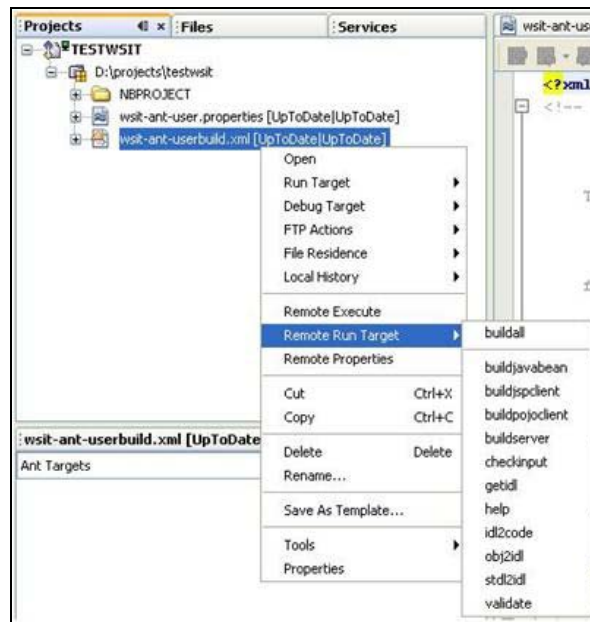 Projects
Files
Services
wsit-ant-us
TESTWSIT
D:\projects\testwsit
NBPROJECT
wsit-ant-user.properties [UpToDate|UpToDate]
wsit-ant-userbuild.xml [UpToDate|UpToDate]
<?xml
<!--
Open
Run Target
Debug Target
FTP Actions
File Residence
Local History
Remote Execute
Remote Run Target
Remote Properties
Cut Ctrl+X
Copy Ctrl+C
Delete Delete
Rename...
Save As Template...
Tools
Properties
buildall
buildjavabean
buildjspclient
buildpojoclient
buildserver
checkinput
getidl
help
idl2code
obj2idl
stdl2idl
validate
wsit-ant-userbuild.xml [UpToDate
Ant Targets